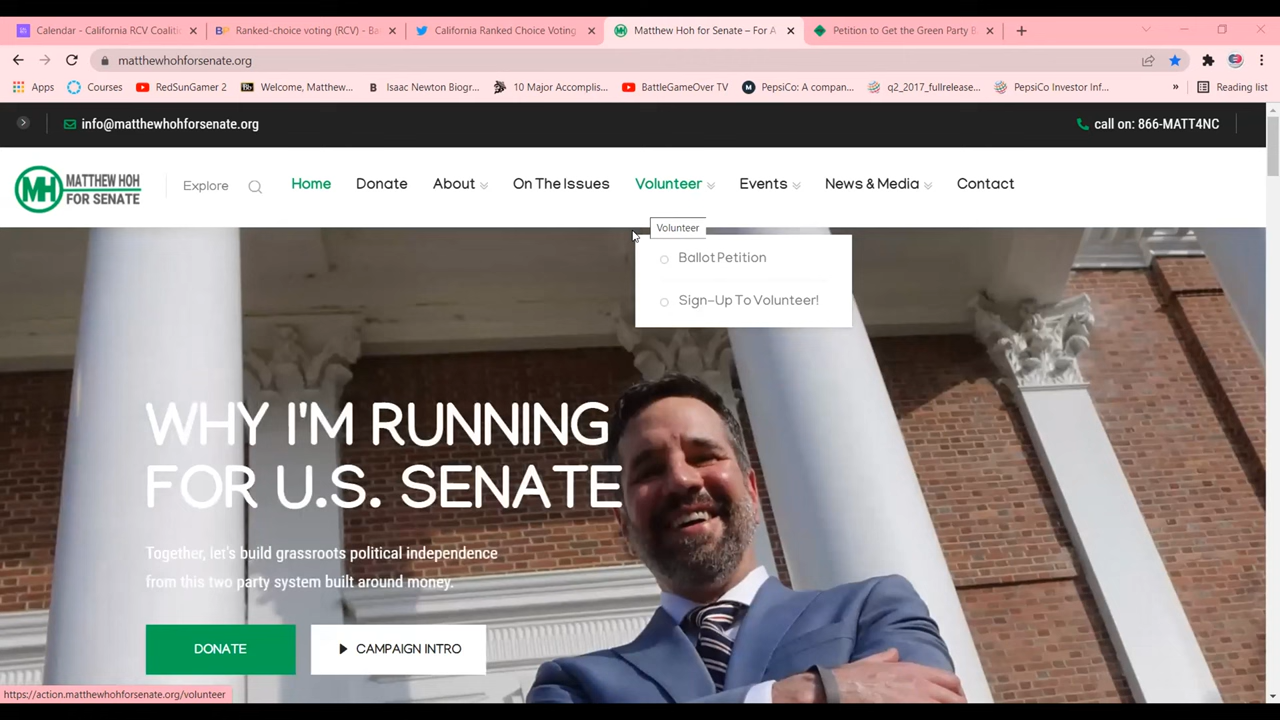 Calendar - California RCV Coaliti
Ranked-choice voting (RCV) - Ba
California Ranked Choice Voting
Matthew Hoh for Senate – For A
Petition to Get the Green Party B
matthewhohforsenate.org
Apps
Courses
RedSunGamer 2
Welcome, Matthew...
Isaac Newton Biogr...
10 Major Accomplis...
BattleGameOver TV
PepsiCo: A compan...
q2_2017_fullrelease...
PepsiCo Investor Inf...
»
Reading list
info@matthewhohforsenate.org
call on: 866-MATT4NC
MH MATTHEW HOH
FOR SENATE
Explore
Home
Donate
About
On The Issues
Volunteer
Events
News & Media
Contact
Volunteer
Ballot Petition
Sign-Up To Volunteer!
WHY I'M RUNNING
FOR U.S. SENATE
Together, let's build grassroots political independence
from this two party system built around money.
DONATE
CAMPAIGN INTRO
https://action.matthewhohforsenate.org/volunteer